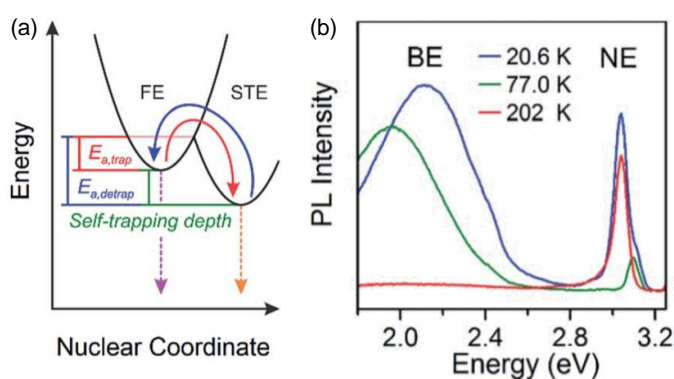 (a)
FE
STE
Energy
Ea,trap
Ea,detrap
Self-trapping depth
Nuclear Coordinate
(b)
BE
NE
20.6 K
77.0 K
202 K
PL Intensity
2.0 2.4 2.8 3.2
Energy (eV)